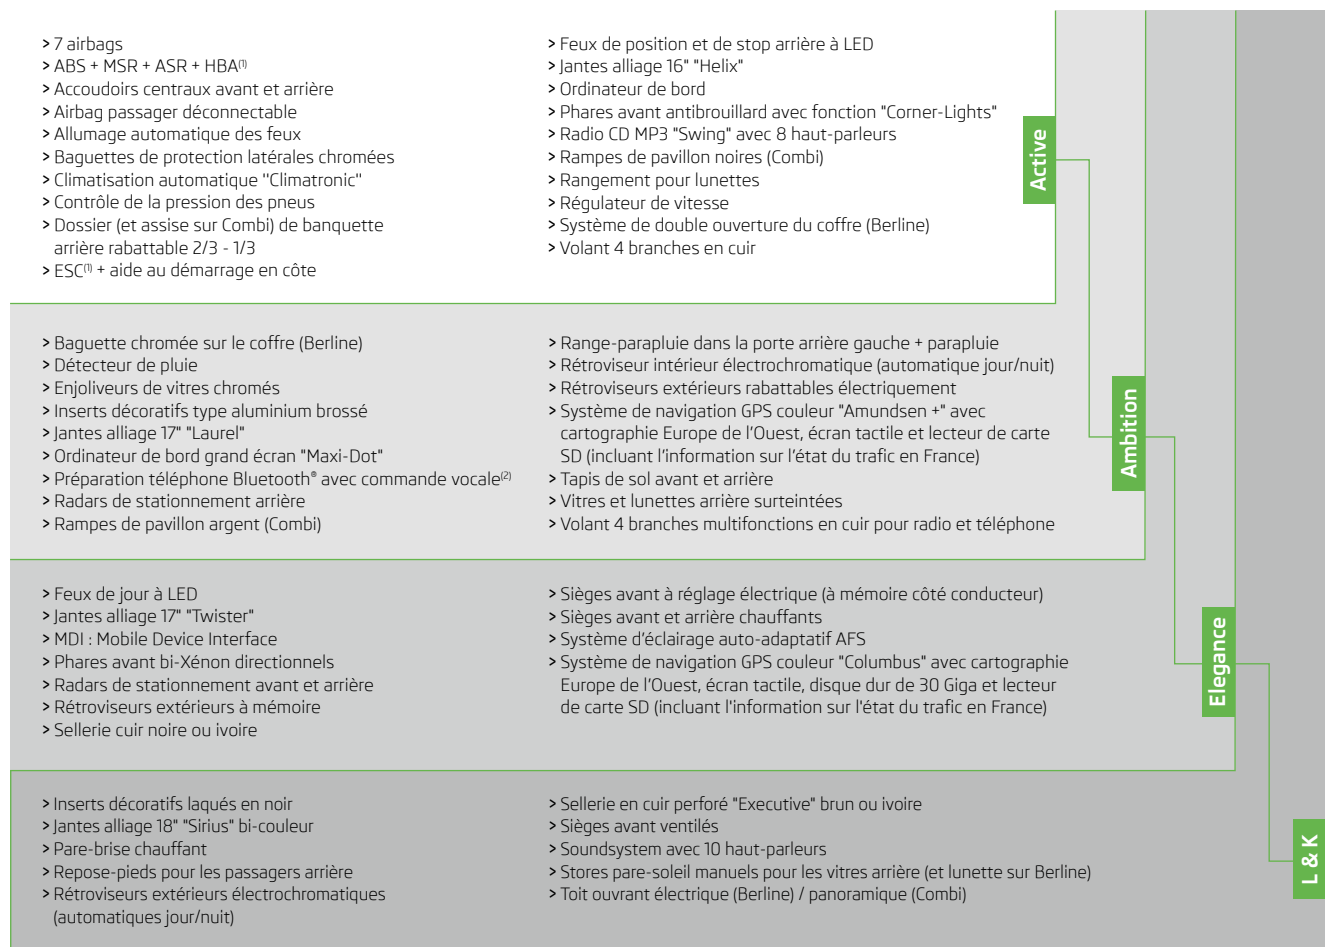 > 7 airbags
> ABS + MSR + ASR + HBA(1)
> Accoudoirs centraux avant et arrière
> Airbag passager déconnectable
> Allumage automatique des feux
> Baguettes de protection latérales chromées
> Climatisation automatique "Climatronic"
> Contrôle de la pression des pneus
> Dossier (et assise sur Combi) de banquette
arrière rabattable 2/3 - 1/3
> ESC(1) + aide au démarrage en côte
> Feux de position et de stop arrière à LED
> Jantes alliage 16" "Helix"
> Ordinateur de bord
> Phares avant antibrouillard avec fonction "Corner-Lights"
> Radio CD MP3 "Swing" avec 8 haut-parleurs
> Rampes de pavillon noires (Combi)
> Rangement pour lunettes
> Régulateur de vitesse
> Système de double ouverture du coffre (Berline)
> Volant 4 branches en cuir
Active
> Baguette chromée sur le coffre (Berline)
> Détecteur de pluie
> Enjoliveurs de vitres chromés
> Inserts décoratifs type aluminium brossé
> Jantes alliage 17" "Laurel"
> Ordinateur de bord grand écran "Maxi-Dot"
> Préparation téléphone Bluetooth® avec commande vocale(2)
> Radars de stationnement arrière
> Rampes de pavillon argent (Combi)
> Range-parapluie dans la porte arrière gauche + parapluie
> Rétroviseur intérieur électrochromatique (automatique jour/nuit)
> Rétroviseurs extérieurs rabattables électriquement
> Système de navigation GPS couleur "Amundsen +" avec
cartographie Europe de l'Ouest, écran tactile et lecteur de carte
SD (incluant l'information sur l'état du trafic en France)
> Tapis de sol avant et arrière
> Vitres et lunettes arrière surteintées
> Volant 4 branches multifonctions en cuir pour radio et téléphone
Ambition
> Feux de jour à LED
> Jantes alliage 17" "Twister"
> MDI : Mobile Device Interface
> Phares avant bi-Xénon directionnels
> Radars de stationnement avant et arrière
> Rétroviseurs extérieurs à mémoire
> Sellerie cuir noire ou ivoire
> Sièges avant à réglage électrique (à mémoire côté conducteur)
> Sièges avant et arrière chauffants
> Système d'éclairage auto-adaptatif AFS
> Système de navigation GPS couleur "Columbus" avec cartographie
Europe de l'Ouest, écran tactile, disque dur de 30 Giga et lecteur
de carte SD (incluant l'information sur l'état du trafic en France)
Elegance
> Inserts décoratifs laqués en noir
> Jantes alliage 18" "Sirius" bi-couleur
> Pare-brise chauffant
> Repose-pieds pour les passagers arrière
> Rétroviseurs extérieurs électrochromatiques
(automatiques jour/nuit)
> Sellerie en cuir perforé "Executive" brun ou ivoire
> Sièges avant ventilés
> Soundsystem avec 10 haut-parleurs
> Stores pare-soleil manuels pour les vitres arrière (et lunette sur Berline)
> Toit ouvrant électrique (Berline) / panoramique (Combi)
L & K